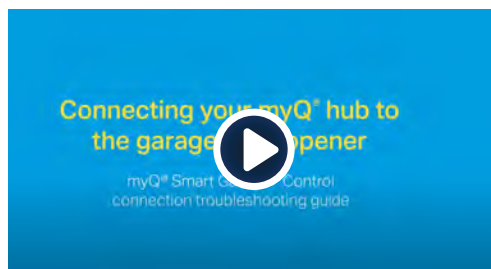 Connecting your myQ® hub to
the garage opener
myQ® Smart Control
connection troubleshooting guide